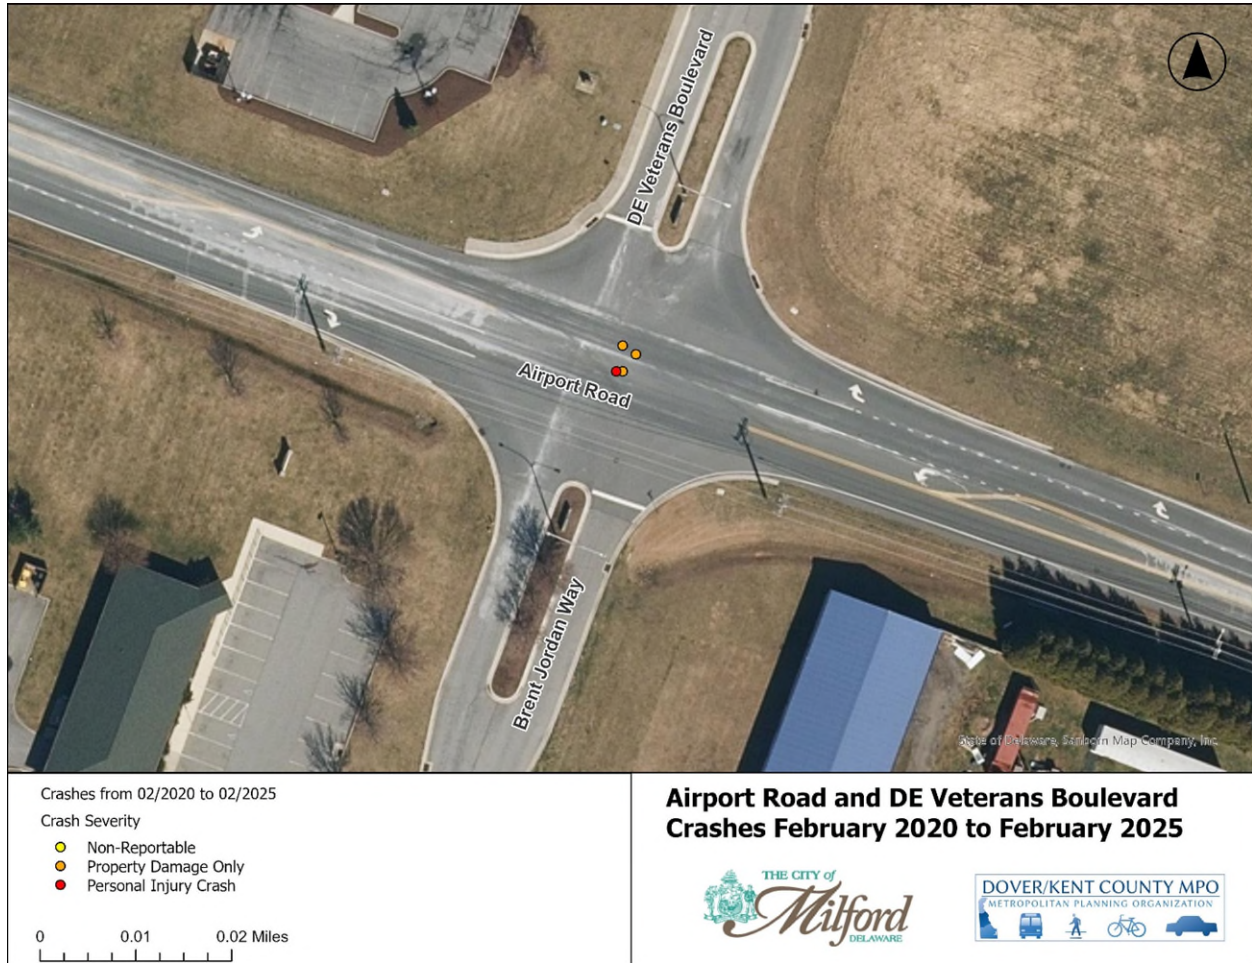 DE Veterans Boulevard
Airport Road
Brent Jordan Way
State of Delaware, Sanborn Map Company, Inc.
Crashes from 02/2020 to 02/2025
Crash Severity
Non-Reportable
Property Damage Only
Personal Injury Crash
0 0.01 0.02 Miles
Airport Road and DE Veterans Boulevard
Crashes February 2020 to February 2025
THE CITY of
Milford
DELAWARE
DOVER/KENT COUNTY MPO
METROPOLITAN PLANNING ORGANIZATION